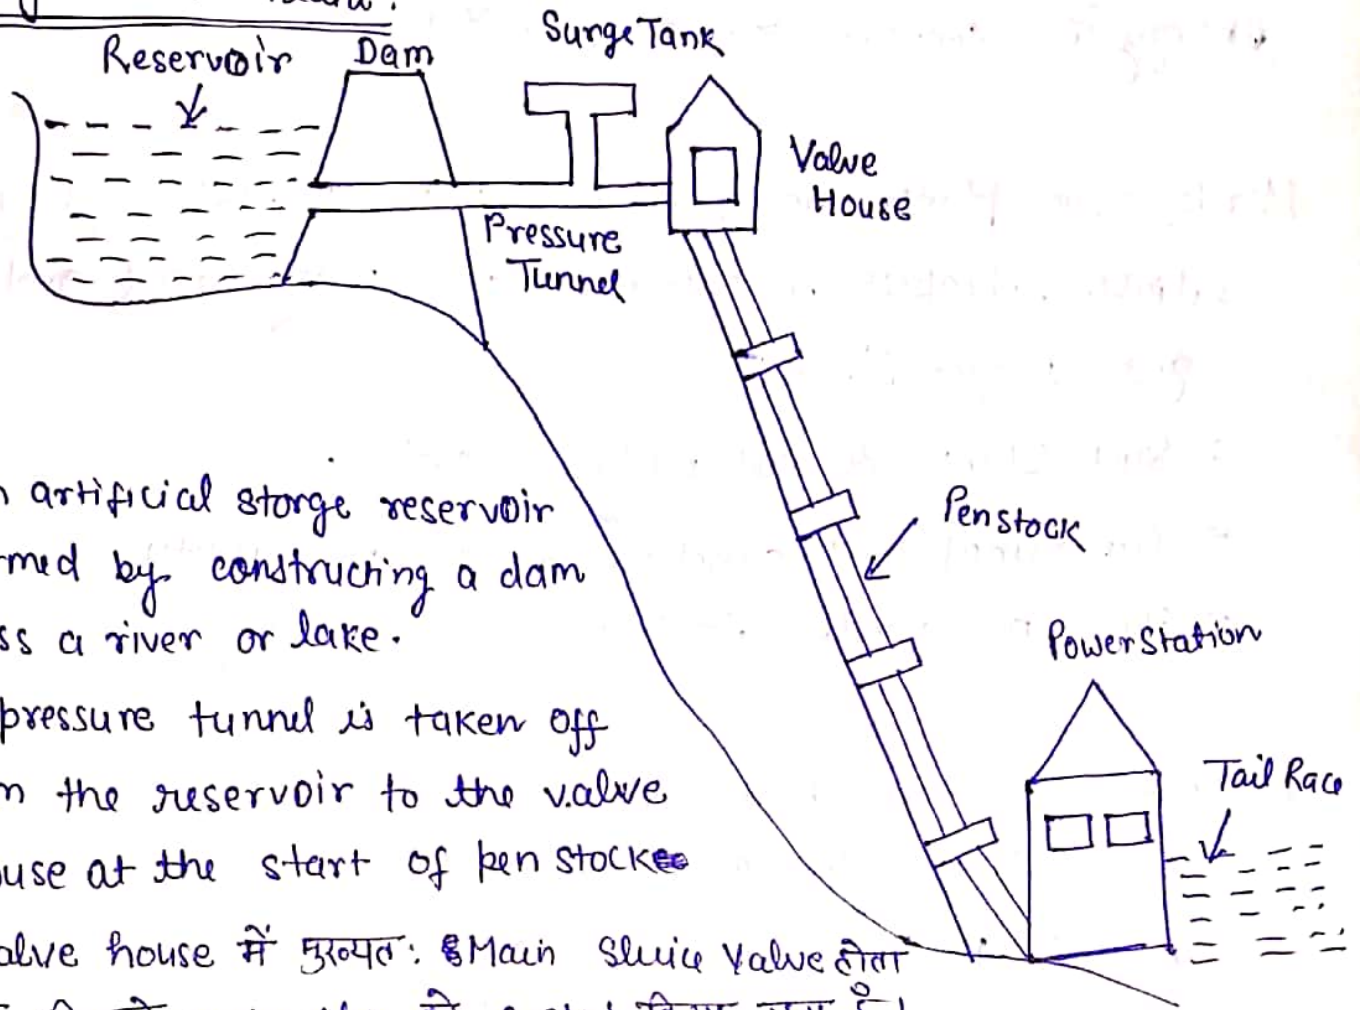 Reservoir
Dam
Surge Tank
Valve
House
Pressure
Tunnel
Penstock
Power Station
Tail Race
artificial storge reservoir
med by constructing a dam
ss a river or lake.
pressure tunnel is taken off
the reservoir to the valve
use at the start of pen stock
alve house में मुख्यत: Main Sluice Valve होता